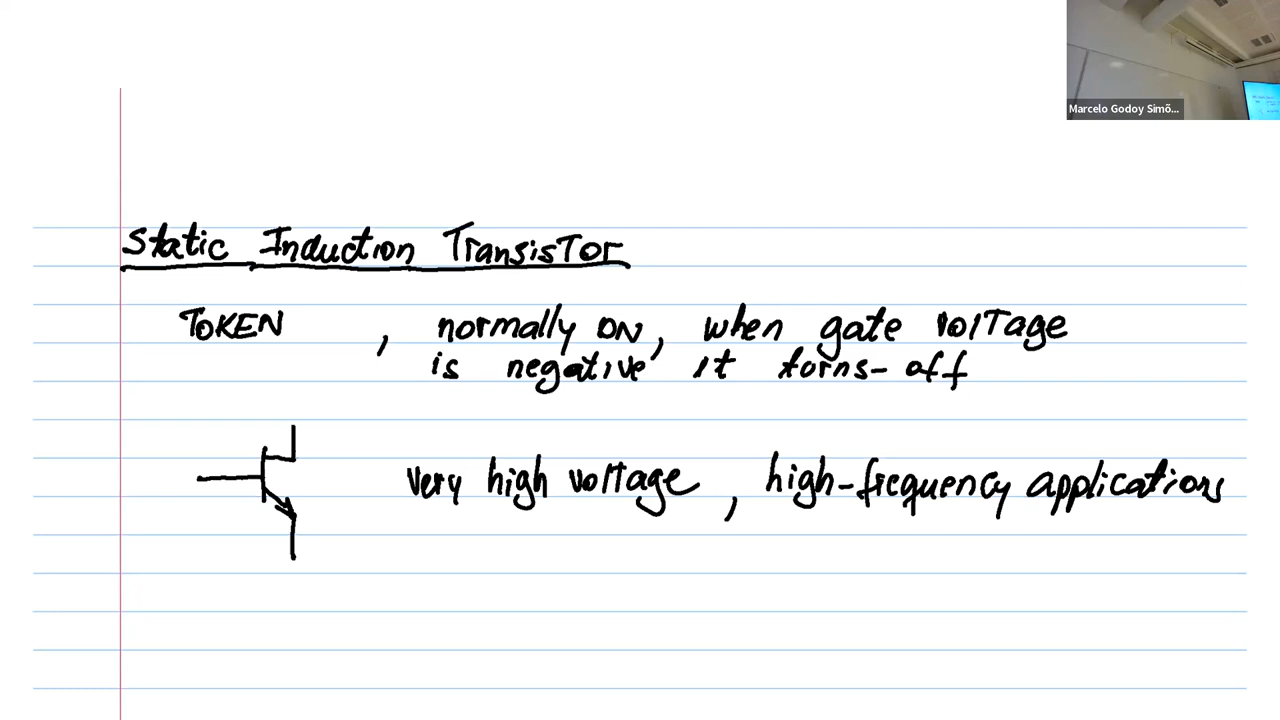 Marcelo Godoy Simõ...
Static Induction Transistor
TOKEN , normally ON, when gate voltage
is negative it torns-off
very high voltage, high-frequency applications